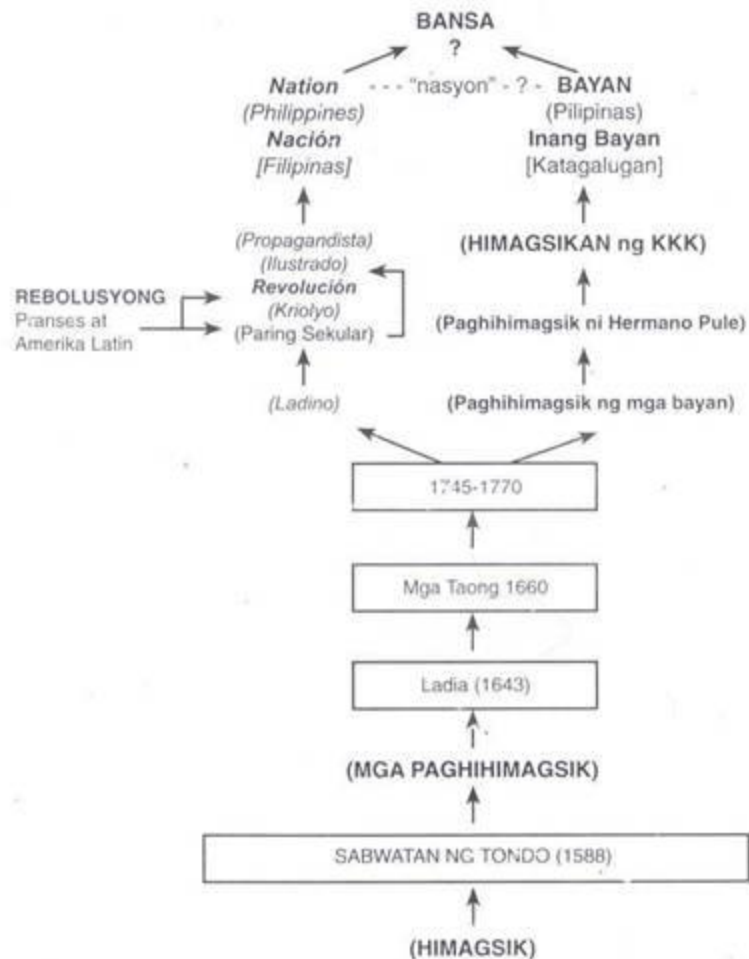 BANSA
?
Nation - - - "nasyon" - ? - BAYAN
(Philippines)
(Pilipinas)
Nación
Inang Bayan
[Filipinas]
[Katagalugan]
(Propagandista)
(HIMAGSIKAN ng KKK)
(Ilustrado)
Revolución
REBOLUSYONG
(Kriolyo)
Pranses at
(Paring Sekular)
(Paghihimagsik ni Hermano Pule)
Amerika Latin
(Ladino)
(Paghihimagsik ng mga bayan)
1745-1770
Mga Taong 1660
Ladia (1643)
(MGA PAGHIHIMAGSIK)
SABWATAN NG TONDO (1588)
(HIMAGSIK)